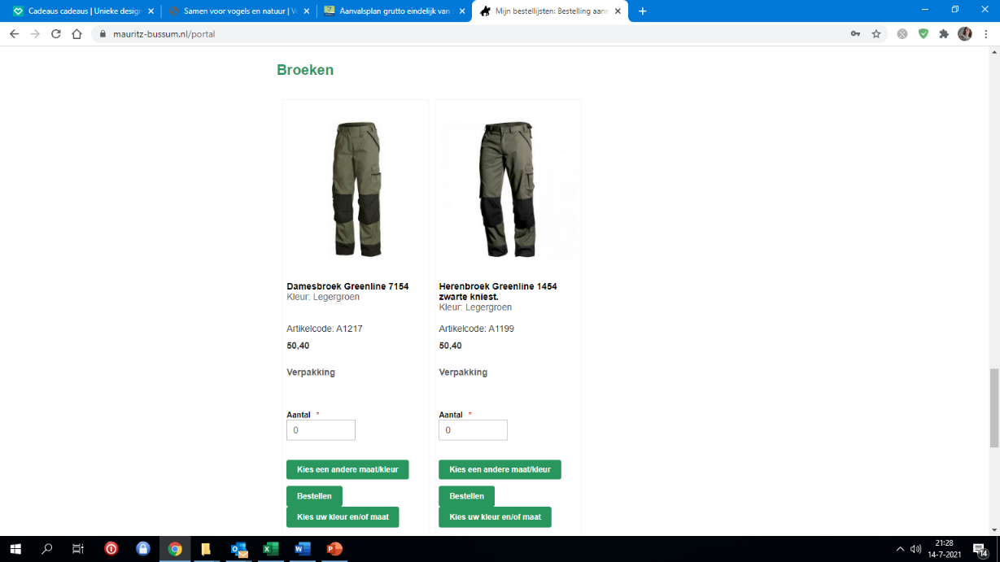 Cadeaus cadeaus | Unieke design
Samen voor vogels en natuur | V
Aanvalsplan grutto eindelijk van
Mijn bestellijsten: Bestelling aanm
mauritz-bussum.nl/portal
Broeken
Damesbroek Greenline 7154
Kleur: Legergroen
Artikelcode: A1217
50,40
Verpakking
Aantal *
0
Kies een andere maat/kleur
Bestellen
Kies uw kleur en/of maat
Herenbroek Greenline 1454
zwarte kniest.
Kleur: Legergroen
Artikelcode: A1199
50,40
Verpakking
Aantal *
0
Kies een andere maat/kleur
Bestellen
Kies uw kleur en/of maat
21:28
14-7-2021
14